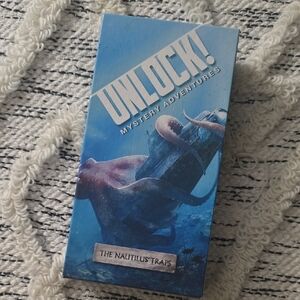 UNLOCK!
MYSTERY ADVENTURES
THE NAUTILUS' TRAPS